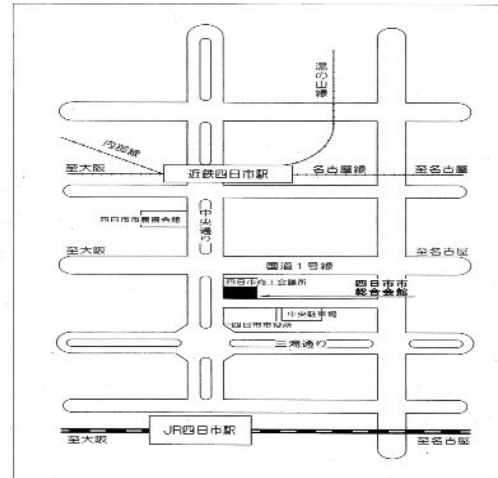 湯の山線
内部線
至大阪
近鉄四日市駅
名古屋線
至名古屋
四日市市農協会館
中央通り
至大阪
至名古屋
国道1号線
四日市商工会議所
四日市市
総合会館
中央駐車場
四日市市役所
三滝通り
JR四日市駅
至大阪
至名古屋